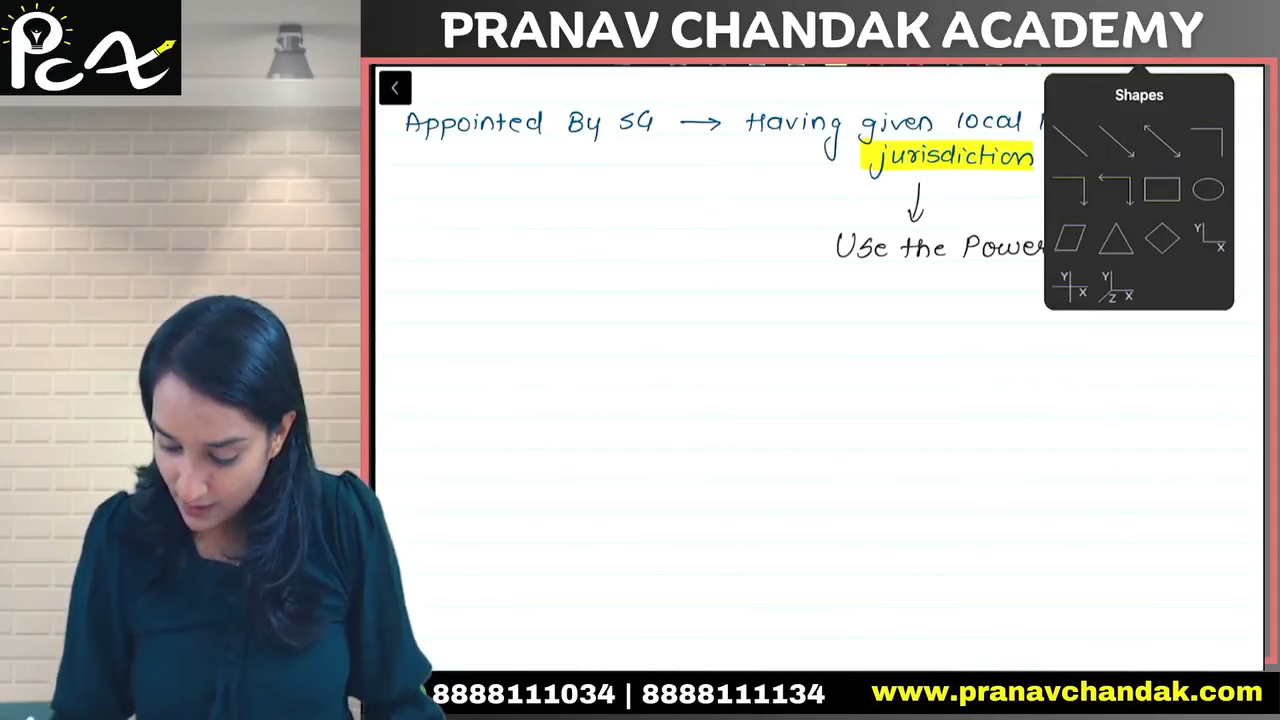 PCA
PRANAV CHANDAK ACADEMY
Shapes
Appointed By SG → Having given local
jurisdiction
↓
Use the Power
Y
X
Y
X
Y
Z X
8888111034 | 8888111134
www.pranavchandak.com